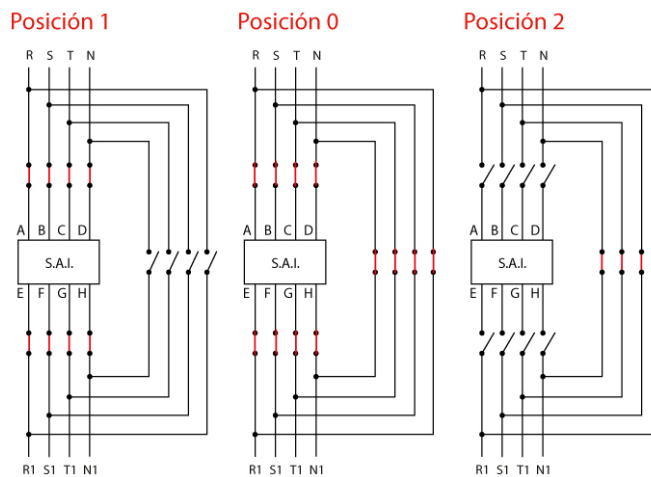 Posición 1
R S T N
A B C D
S.A.I.
E F G H
R1 S1 T1 N1
Posición 0
R S T N
A B C D
S.A.I.
E F G H
R1 S1 T1 N1
Posición 2
R S T N
A B C D
S.A.I.
E F G H
R1 S1 T1 N1